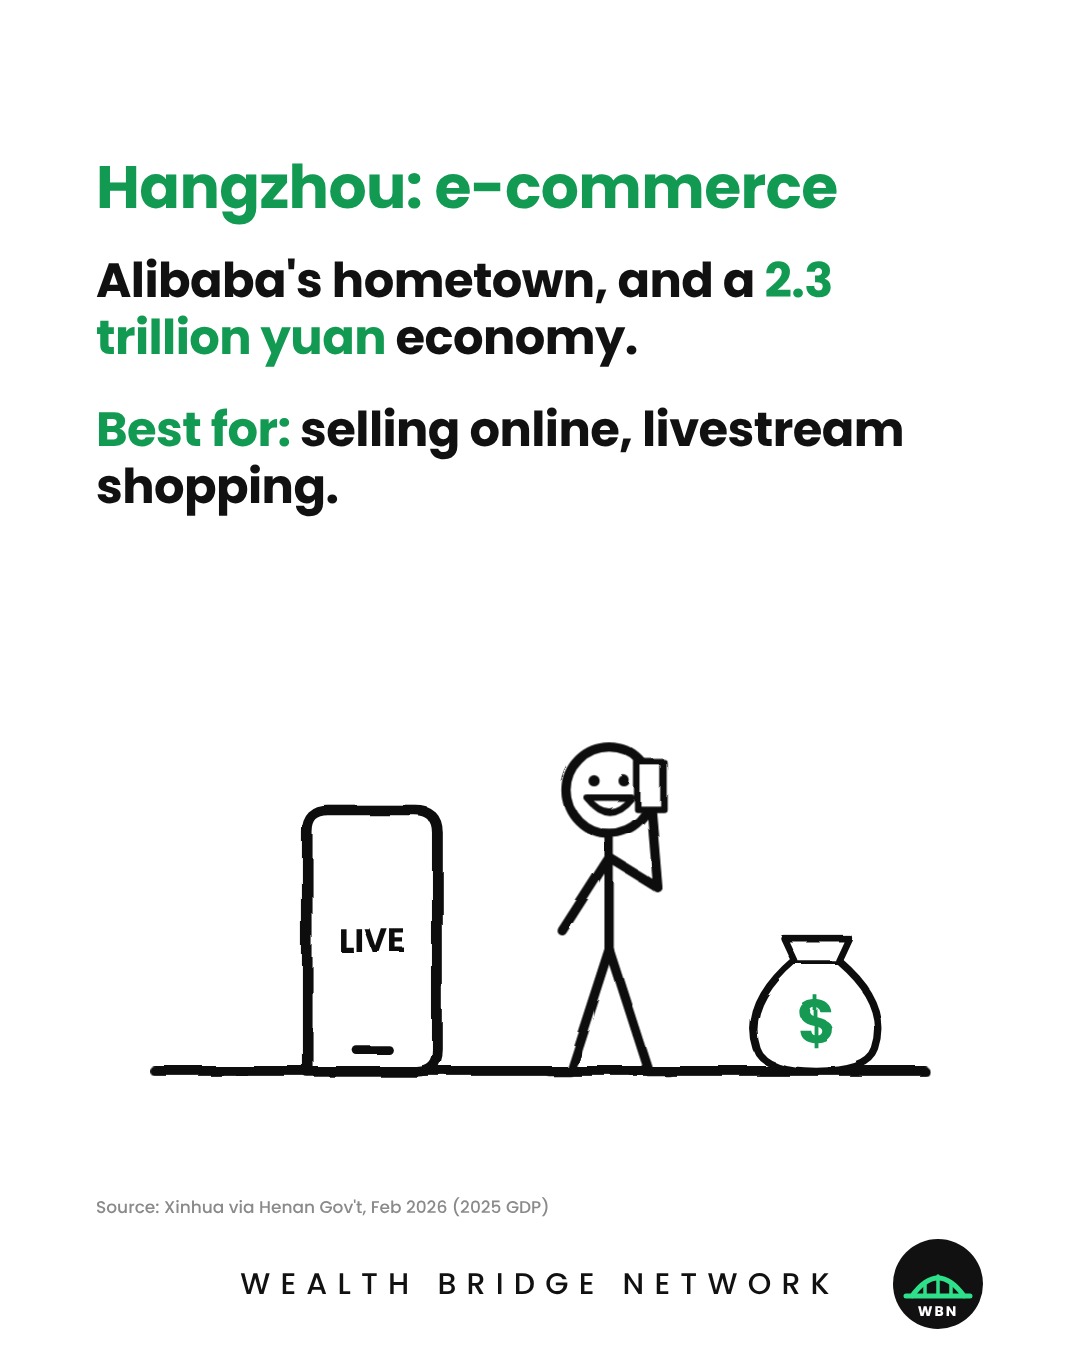 Hangzhou: e-commerce
Alibaba's hometown, and a 2.3
trillion yuan economy.
Best for: selling online, livestream
shopping.
LIVE
$
Source: Xinhua via Henan Gov't, Feb 2026 (2025 GDP)
WEALTH BRIDGE NETWORK
WBN